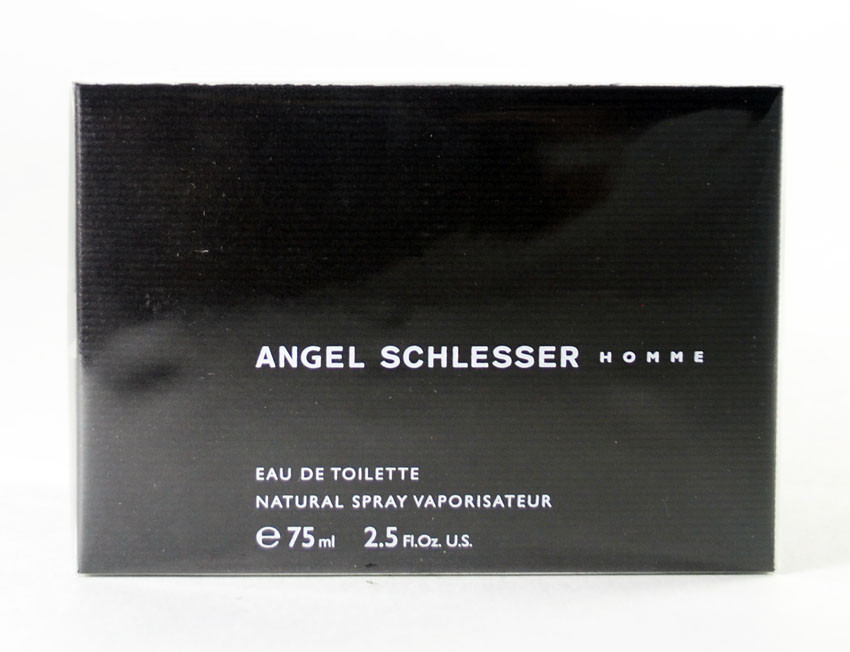 ANGEL SCHLESSER HOMME
EAU DE TOILETTE
NATURAL SPRAY VAPORISATEUR
℮ 75 ml 2.5 Fl.Oz. U.S.